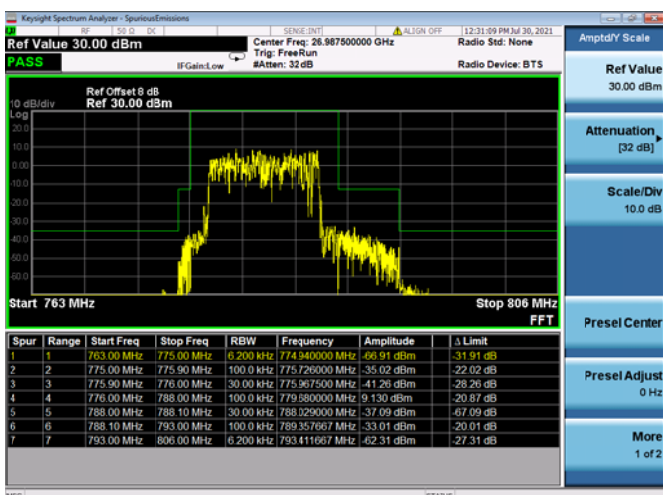 Keysight Spectrum Analyzer - SpuriousEmissions
RF 50 Ω DC SENSE:INT ALIGN OFF 12:31:09 PM Jul 30, 2021
Ref Value 30.00 dBm Center Freq: 26.987500000 GHz Radio Std: None
Trig: FreeRun
PASS IFGain:Low #Atten: 32 dB Radio Device: BTS
Ref Offset 8 dB
10 dB/div Ref 30.00 dBm
Log
20.0
10.0
0.00
-10.0
-20.0
-30.0
-40.0
-50.0
-60.0
Start 763 MHz Stop 806 MHz
FFT
Spur Range Start Freq Stop Freq RBW Frequency Amplitude Δ Limit
1 1 763.00 MHz 775.00 MHz 6.200 kHz 774.940000 MHz -66.91 dBm -31.91 dB
2 2 775.00 MHz 775.90 MHz 100.0 kHz 775.726000 MHz -35.02 dBm -22.02 dB
3 3 775.90 MHz 776.00 MHz 30.00 kHz 775.967500 MHz -41.26 dBm -28.26 dB
4 4 776.00 MHz 788.00 MHz 100.0 kHz 779.680000 MHz 9.130 dBm -20.87 dB
5 5 788.00 MHz 788.10 MHz 30.00 kHz 788.029000 MHz -37.09 dBm -67.09 dB
6 6 788.10 MHz 793.00 MHz 100.0 kHz 789.357667 MHz -33.01 dBm -20.01 dB
7 7 793.00 MHz 806.00 MHz 6.200 kHz 793.411667 MHz -62.31 dBm -27.31 dB
Amptd/Y Scale
Ref Value
30.00 dBm
Attenuation
[32 dB]
Scale/Div
10.0 dB
Presel Center
Presel Adjust
0 Hz
More
1 of 2